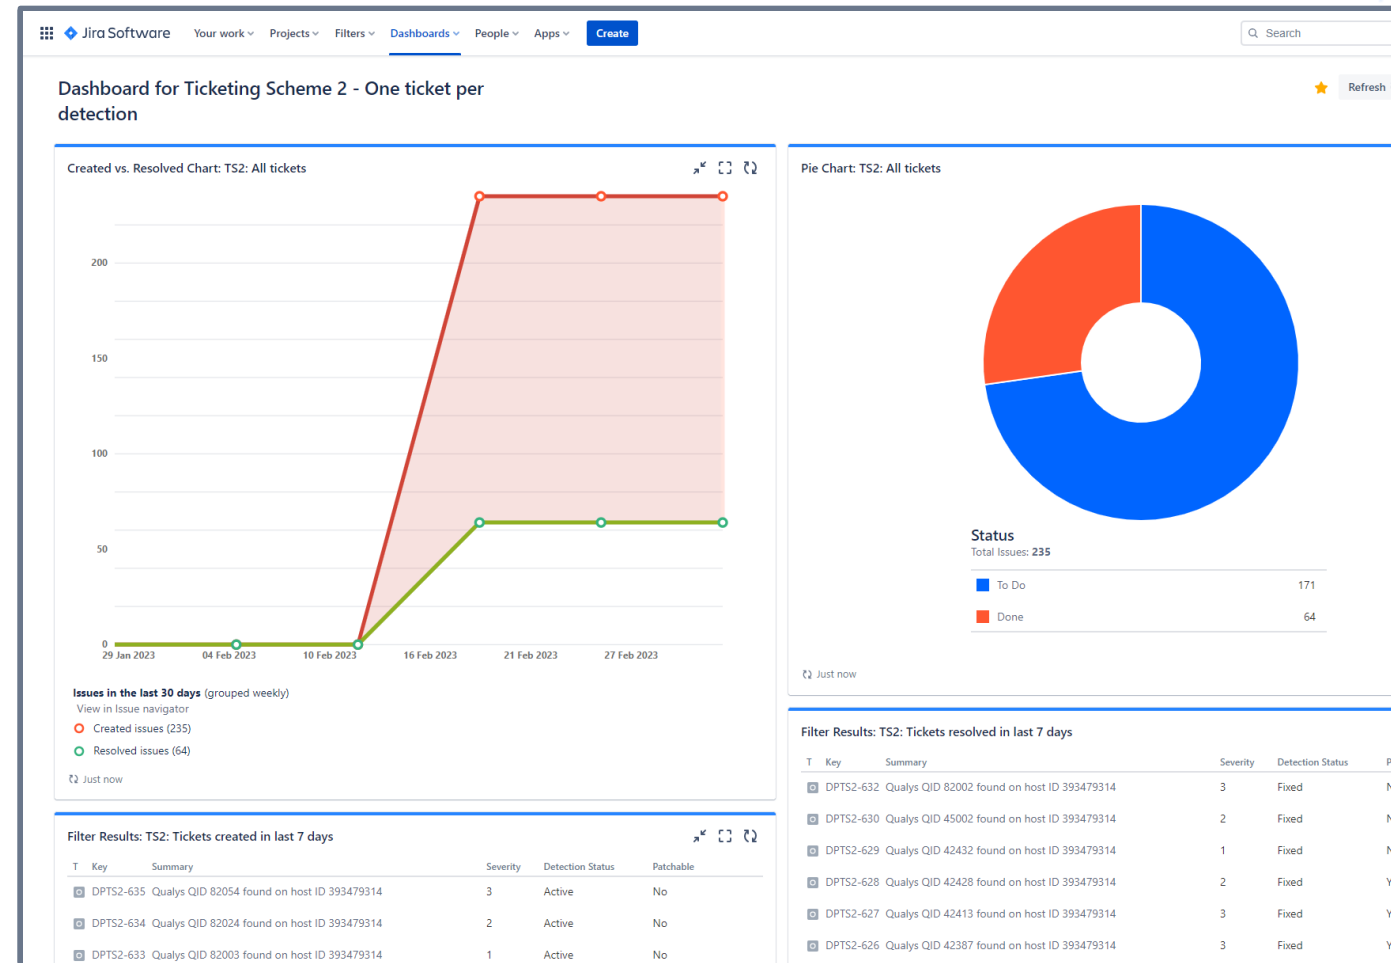 Jira Software Your work Projects Filters Dashboards People Apps Create Search
Dashboard for Ticketing Scheme 2 - One ticket per
detection
Refresh
Created vs. Resolved Chart: TS2: All tickets
200
150
100
50
0
29 Jan 2023 04 Feb 2023 10 Feb 2023 16 Feb 2023 21 Feb 2023 27 Feb 2023
Issues in the last 30 days (grouped weekly)
View in Issue navigator
Created issues (235)
Resolved issues (64)
Just now
Filter Results: TS2: Tickets created in last 7 days
T Key Summary Severity Detection Status Patchable
DPTS2-635 Qualys QID 82054 found on host ID 393479314 3 Active No
DPTS2-634 Qualys QID 82024 found on host ID 393479314 2 Active No
DPTS2-633 Qualys QID 82003 found on host ID 393479314 1 Active No
Pie Chart: TS2: All tickets
Status
Total Issues: 235
To Do 171
Done 64
Just now
Filter Results: TS2: Tickets resolved in last 7 days
T Key Summary Severity Detection Status
DPTS2-632 Qualys QID 82002 found on host ID 393479314 3 Fixed
DPTS2-630 Qualys QID 45002 found on host ID 393479314 2 Fixed
DPTS2-629 Qualys QID 42432 found on host ID 393479314 1 Fixed
DPTS2-628 Qualys QID 42428 found on host ID 393479314 2 Fixed
DPTS2-627 Qualys QID 42413 found on host ID 393479314 3 Fixed
DPTS2-626 Qualys QID 42387 found on host ID 393479314 3 Fixed